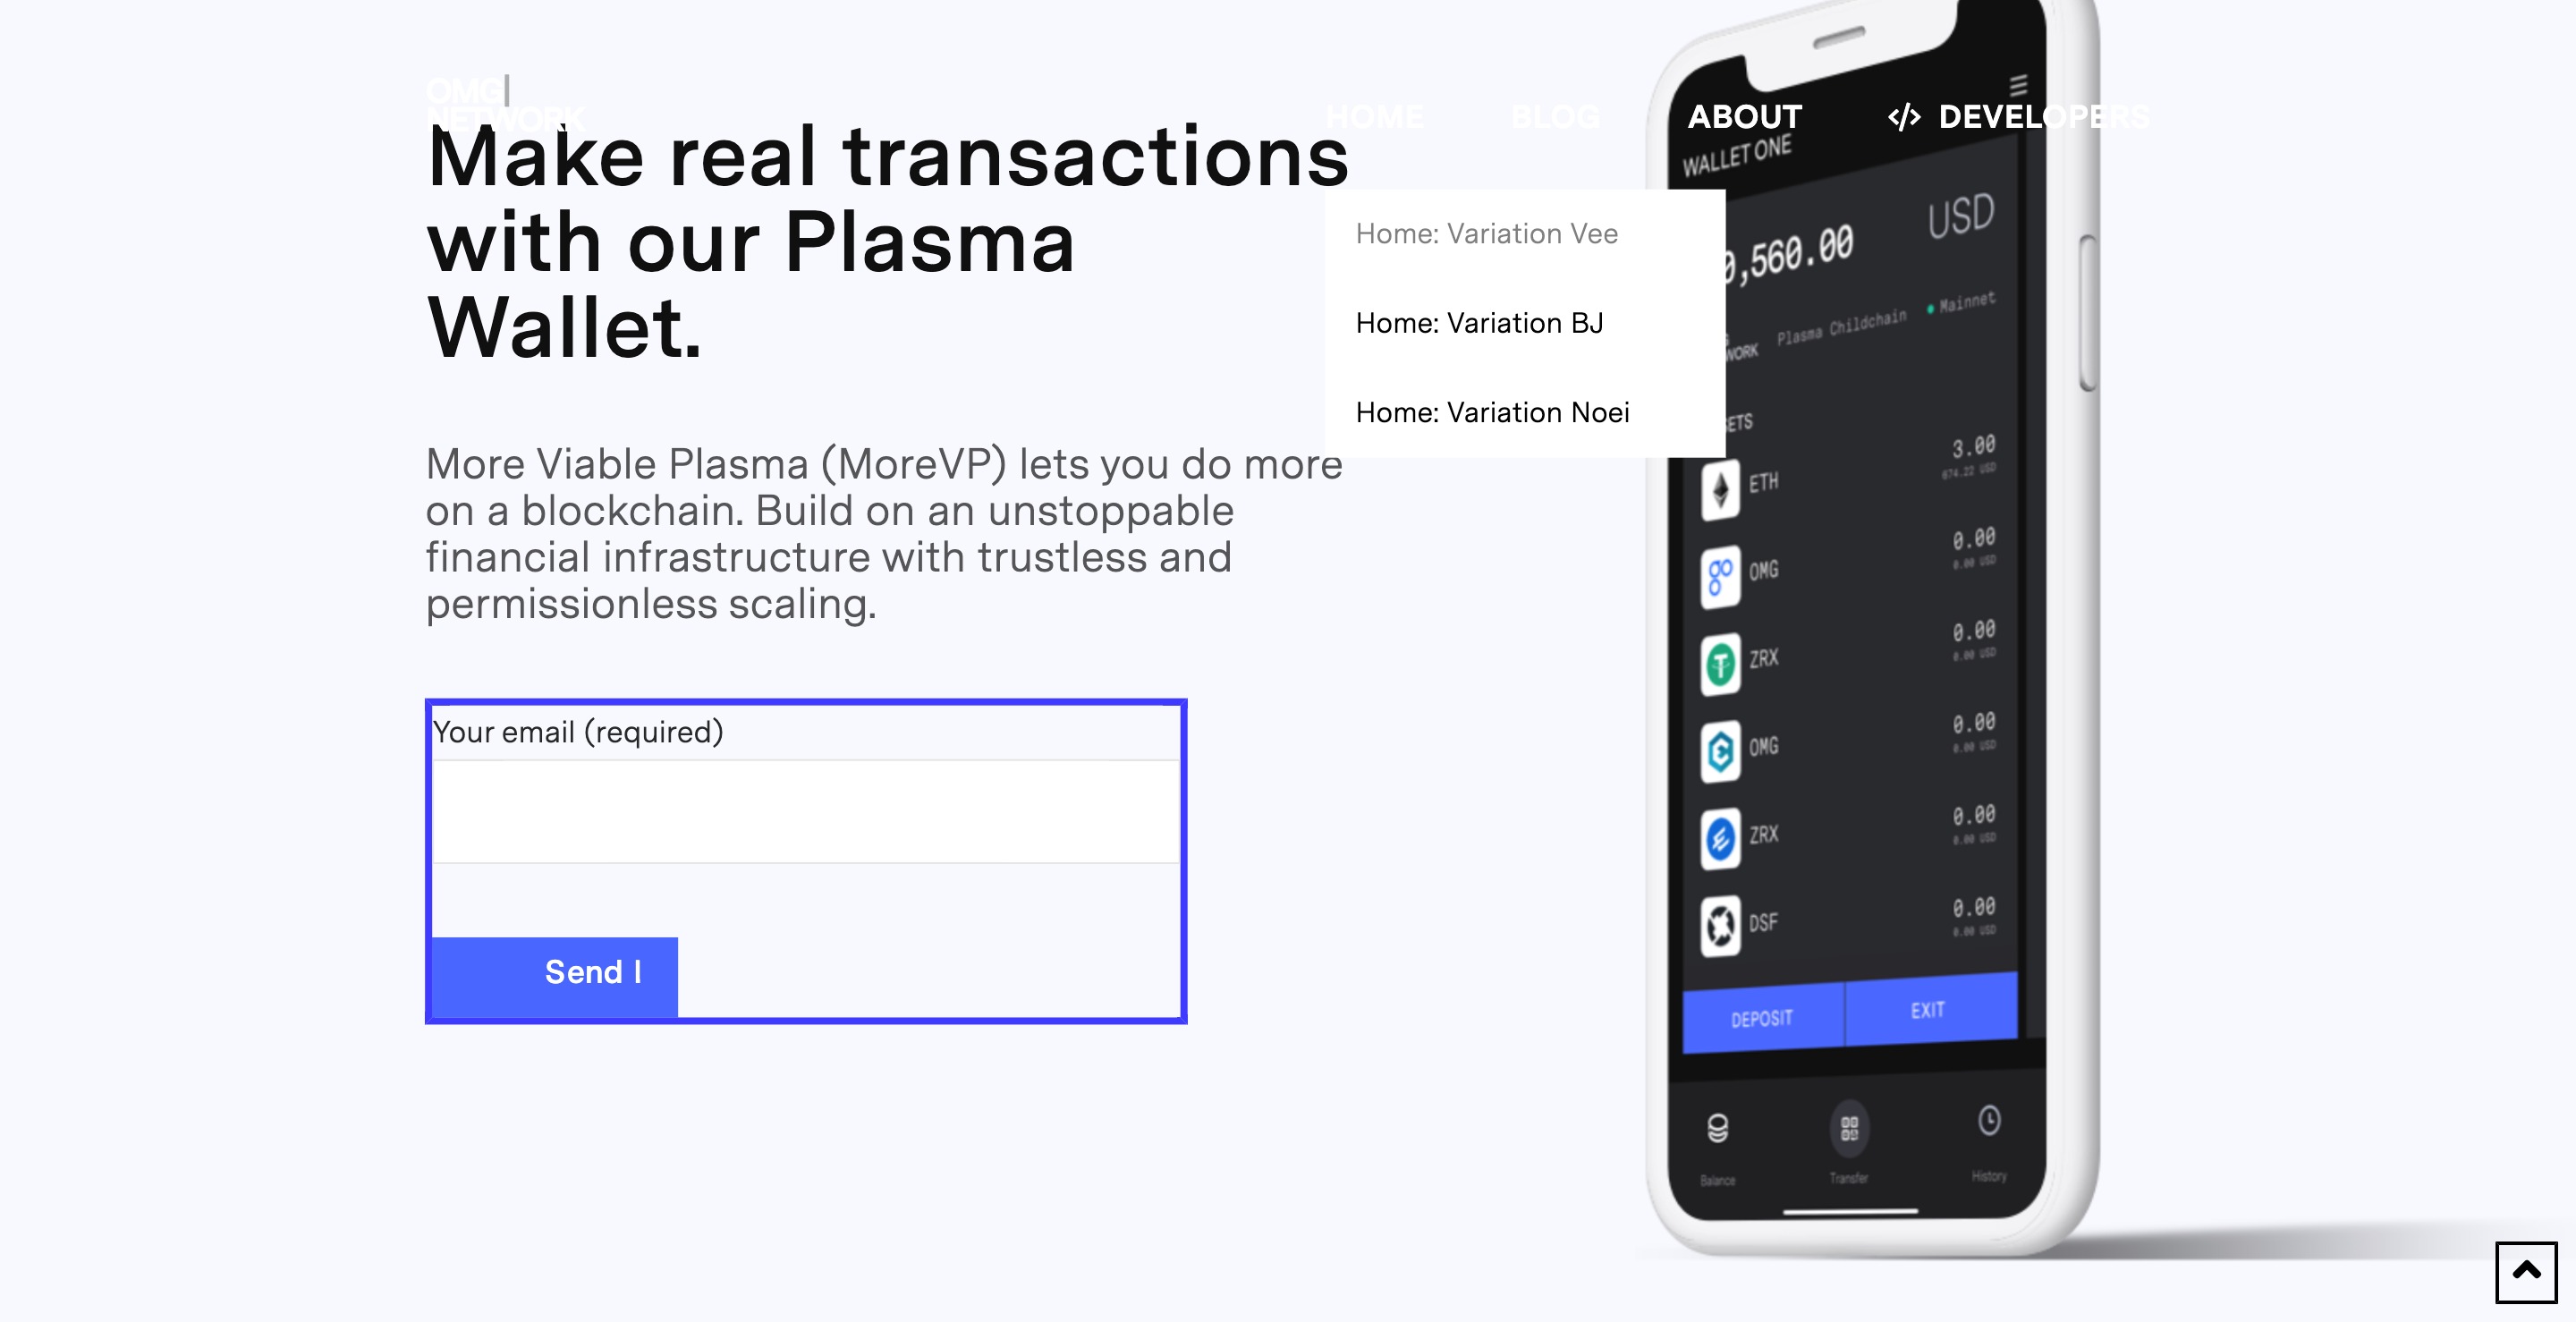 OMG
NETWORK
HOME
BLOG
ABOUT
</> DEVELOPERS
Make real transactions
with our Plasma
Wallet.
Home: Variation Vee
Home: Variation BJ
Home: Variation Noei
More Viable Plasma (MoreVP) lets you do more
on a blockchain. Build on an unstoppable
financial infrastructure with trustless and
permissionless scaling.
Your email (required)
Send I
WALLET ONE
0,560.00 USD
WORK Plasma Childchain Mainnet
SETS
ETH 3.00
674.22 USD
OMG 0.00
0.00 USD
ZRX 0.00
0.00 USD
OMG 0.00
0.00 USD
ZRX 0.00
0.00 USD
DSF 0.00
0.00 USD
DEPOSIT EXIT
Balance Transfer History